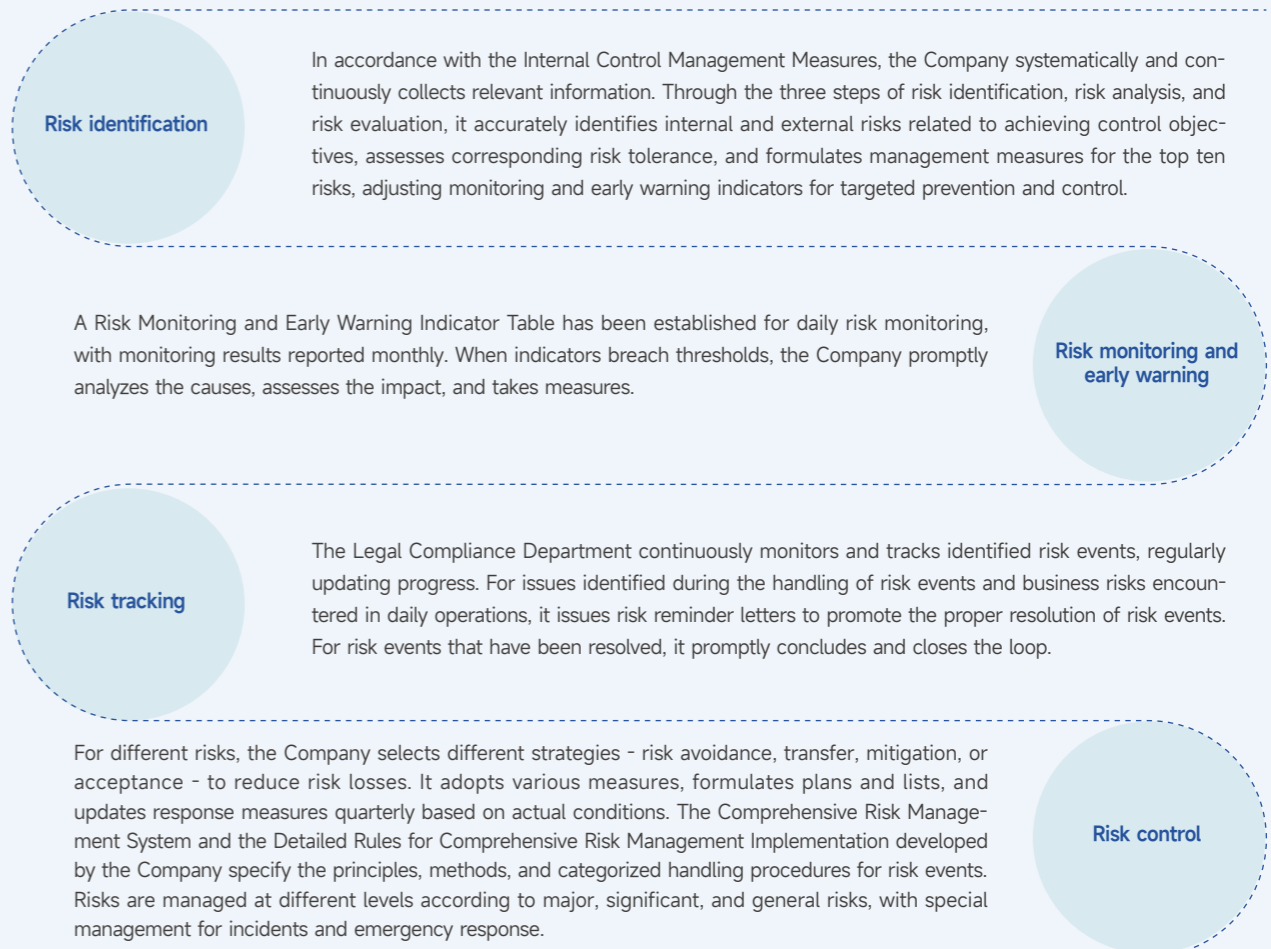 Risk identification
In accordance with the Internal Control Management Measures, the Company systematically and con-
tinuously collects relevant information. Through the three steps of risk identification, risk analysis, and
risk evaluation, it accurately identifies internal and external risks related to achieving control objec-
tives, assesses corresponding risk tolerance, and formulates management measures for the top ten
risks, adjusting monitoring and early warning indicators for targeted prevention and control.
A Risk Monitoring and Early Warning Indicator Table has been established for daily risk monitoring,
with monitoring results reported monthly. When indicators breach thresholds, the Company promptly
analyzes the causes, assesses the impact, and takes measures.
Risk monitoring and
early warning
Risk tracking
The Legal Compliance Department continuously monitors and tracks identified risk events, regularly
updating progress. For issues identified during the handling of risk events and business risks encoun-
tered in daily operations, it issues risk reminder letters to promote the proper resolution of risk events.
For risk events that have been resolved, it promptly concludes and closes the loop.
For different risks, the Company selects different strategies - risk avoidance, transfer, mitigation, or
acceptance - to reduce risk losses. It adopts various measures, formulates plans and lists, and
updates response measures quarterly based on actual conditions. The Comprehensive Risk Manage-
ment System and the Detailed Rules for Comprehensive Risk Management Implementation developed
by the Company specify the principles, methods, and categorized handling procedures for risk events.
Risks are managed at different levels according to major, significant, and general risks, with special
management for incidents and emergency response.
Risk control